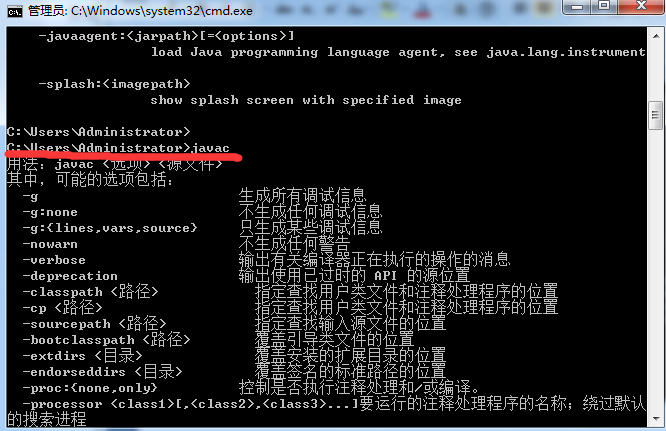 管理员: C:\Windows\system32\cmd.exe
-javaagent:<jarpath>[=<options>]
load Java programming language agent, see java.lang.instrument
-splash:<imagepath>
show splash screen with specified image
C:\Users\Administrator>
C:\Users\Administrator>javac
用法: javac <选项> <源文件>
其中, 可能的选项包括:
-g 生成所有调试信息
-g:none 不生成任何调试信息
-g:{lines,vars,source} 只生成某些调试信息
-nowarn 不生成任何警告
-verbose 输出有关编译器正在执行的操作的消息
-deprecation 输出使用已过时的 API 的源位置
-classpath <路径> 指定查找用户类文件和注释处理程序的位置
-cp <路径> 指定查找用户类文件和注释处理程序的位置
-sourcepath <路径> 指定查找输入源文件的位置
-bootclasspath <路径> 覆盖引导类文件的位置
-extdirs <目录> 覆盖安装的扩展目录的位置
-endorseddirs <目录> 覆盖签名的标准路径的位置
-proc:{none,only} 控制是否执行注释处理和/或编译。
-processor <class1>[,<class2>,<class3>...]要运行的注释处理程序的名称; 绕过默认
的搜索进程